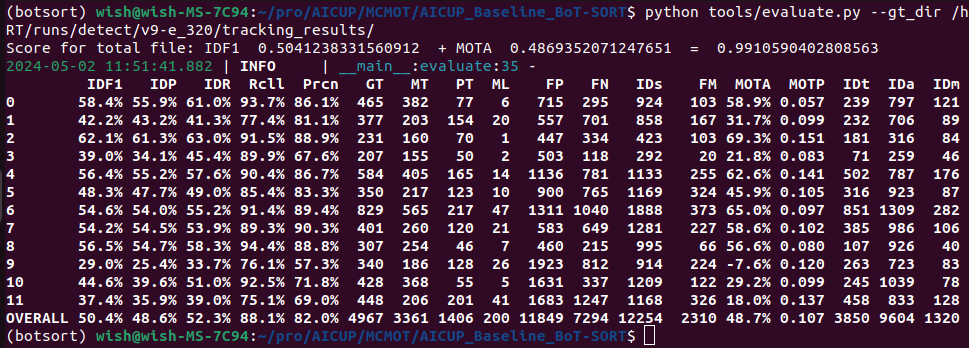 (botsort) wish@wish-MS-7C94:~/pro/AICUP/MCMOT/AICUP_Baseline_BoT-SORT$ python tools/evaluate.py --gt_dir /h
RT/runs/detect/v9-e_320/tracking_results/
Score for total file: IDF1  0.5041238331560912  + MOTA  0.4869352071247651  =  0.9910590402808563
2024-05-02 11:51:41.882 | INFO     | __main__:evaluate:35 -
IDF1 IDP IDR Rcll Prcn GT MT PT ML FP FN IDs FM MOTA MOTP IDt IDa IDm
0 58.4% 55.9% 61.0% 93.7% 86.1% 465 382 77 6 715 295 924 103 58.9% 0.057 239 797 121
1 42.2% 43.2% 41.3% 77.4% 81.1% 377 203 154 20 557 701 858 167 31.7% 0.099 232 706 89
2 62.1% 61.3% 63.0% 91.5% 88.9% 231 160 70 1 447 334 423 103 69.3% 0.151 181 316 84
3 39.0% 34.1% 45.4% 89.9% 67.6% 207 155 50 2 503 118 292 20 21.8% 0.083 71 259 46
4 56.4% 55.2% 57.6% 90.4% 86.7% 584 405 165 14 1136 781 1133 255 62.6% 0.141 502 787 176
5 48.3% 47.7% 49.0% 85.4% 83.3% 350 217 123 10 900 765 1169 324 45.9% 0.105 316 923 87
6 54.6% 54.0% 55.2% 91.4% 89.4% 829 565 217 47 1311 1040 1888 373 65.0% 0.097 851 1309 282
7 54.2% 54.5% 53.9% 89.3% 90.3% 401 260 120 21 583 649 1281 227 58.6% 0.102 385 986 106
8 56.5% 54.7% 58.3% 94.4% 88.8% 307 254 46 7 460 215 995 66 56.6% 0.080 107 926 40
9 29.0% 25.4% 33.7% 76.1% 57.3% 340 186 128 26 1923 812 914 224 -7.6% 0.120 263 723 83
10 44.6% 39.6% 51.0% 92.5% 71.8% 428 368 55 5 1631 337 1209 122 29.2% 0.099 245 1039 78
11 37.4% 35.9% 39.0% 75.1% 69.0% 448 206 201 41 1683 1247 1168 326 18.0% 0.137 458 833 128
OVERALL 50.4% 48.6% 52.3% 88.1% 82.0% 4967 3361 1406 200 11849 7294 12254 2310 48.7% 0.107 3850 9604 1320
(botsort) wish@wish-MS-7C94:~/pro/AICUP/MCMOT/AICUP_Baseline_BoT-SORT$